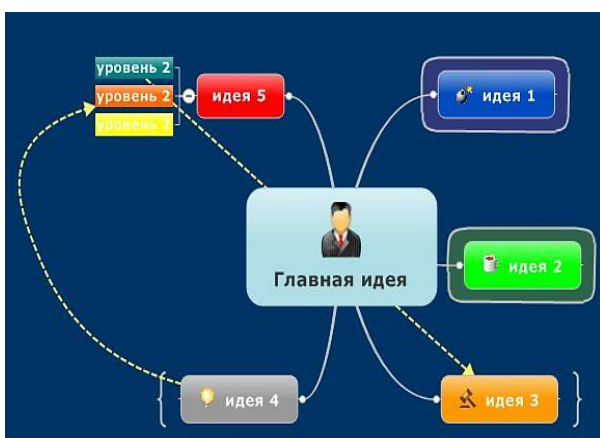 уровень 2
уровень 2
уровень 2
идея 5
идея 1
Главная идея
идея 2
идея 4
идея 3